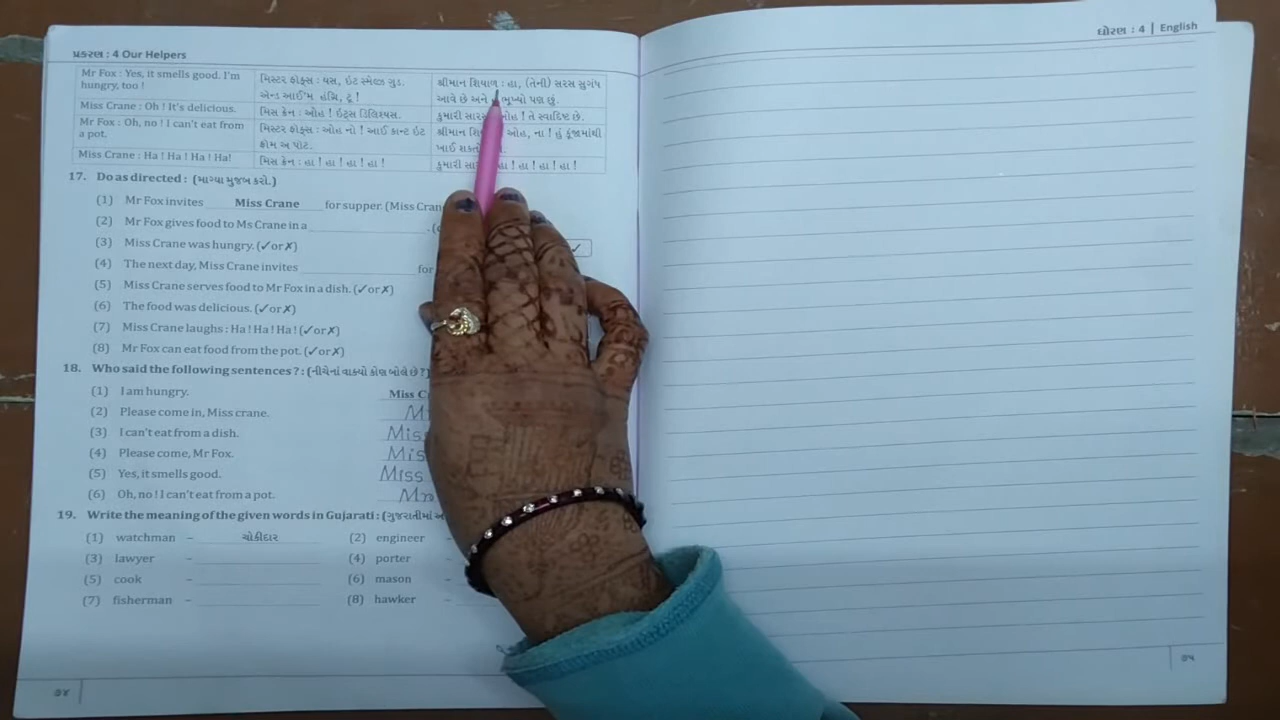 પ્રકરણ : 4 Our Helpers
ધોરણ : 4 | English
Mr Fox : Yes, it smells good. I'm
hungry, too !
મિસ્ટર ફોક્સ : યસ, ઇટ સ્મેલ્ઝ ગુડ.
એન્ડ આઈ'મ હંગ્રિ, ટૂ !
શ્રીમાન શિયાળ : હા, (તેની) સરસ સુગંધ
આવે છે અને ભૂખ્યો પણ છું.
Miss Crane : Oh ! It's delicious.
મિસ ક્રેન : ઓહ ! ઇટ્સ ડિલિશ્યસ.
કુમારી ઓહ ! તે સ્વાદિષ્ટ છે.
Mr Fox : Oh, no ! I can't eat from
a pot.
મિસ્ટર ફોક્સ : ઓહ નો ! આઈ કાન્ટ ઇટ
ફ્રોમ અ પોટ.
શ્રીમાન ઓહ, ના ! હું કૂંજામાંથી
ખાઈ
Miss Crane : Ha ! Ha ! Ha ! Ha!
મિસ ક્રેન : હા ! હા ! હા ! હા !
કુમારી હા ! હા ! હા ! હા !
17. Do as directed : (માગ્યા મુજબ કરો.)
(1) Mr Fox invites Miss Crane for supper. (Miss
(2) Mr Fox gives food to Ms Crane in a .
(3) Miss Crane was hungry. (✓ or ✗) ✓
(4) The next day, Miss Crane invites for
(5) Miss Crane serves food to Mr Fox in a dish. (✓ or ✗)
(6) The food was delicious. (✓ or ✗)
(7) Miss Crane laughs : Ha ! Ha ! Ha ! (✓ or ✗)
(8) Mr Fox can eat food from the pot. (✓ or ✗)
18. Who said the following sentences ? : (નીચેનાં વાક્યો કોણ બોલે છે ?)
(1) I am hungry. Miss
(2) Please come in, Miss crane.
(3) I can't eat from a dish. Miss
(4) Please come, Mr Fox.
(5) Yes, it smells good. Miss
(6) Oh, no ! I can't eat from a pot. Mr
19. Write the meaning of the given words in Gujarati : (ગુજરાતીમાં
(1) watchman – ચોકીદાર (2) engineer –
(3) lawyer – (4) porter –
(5) cook – (6) mason
(7) fisherman – (8) hawker –
૭૪
૭૫